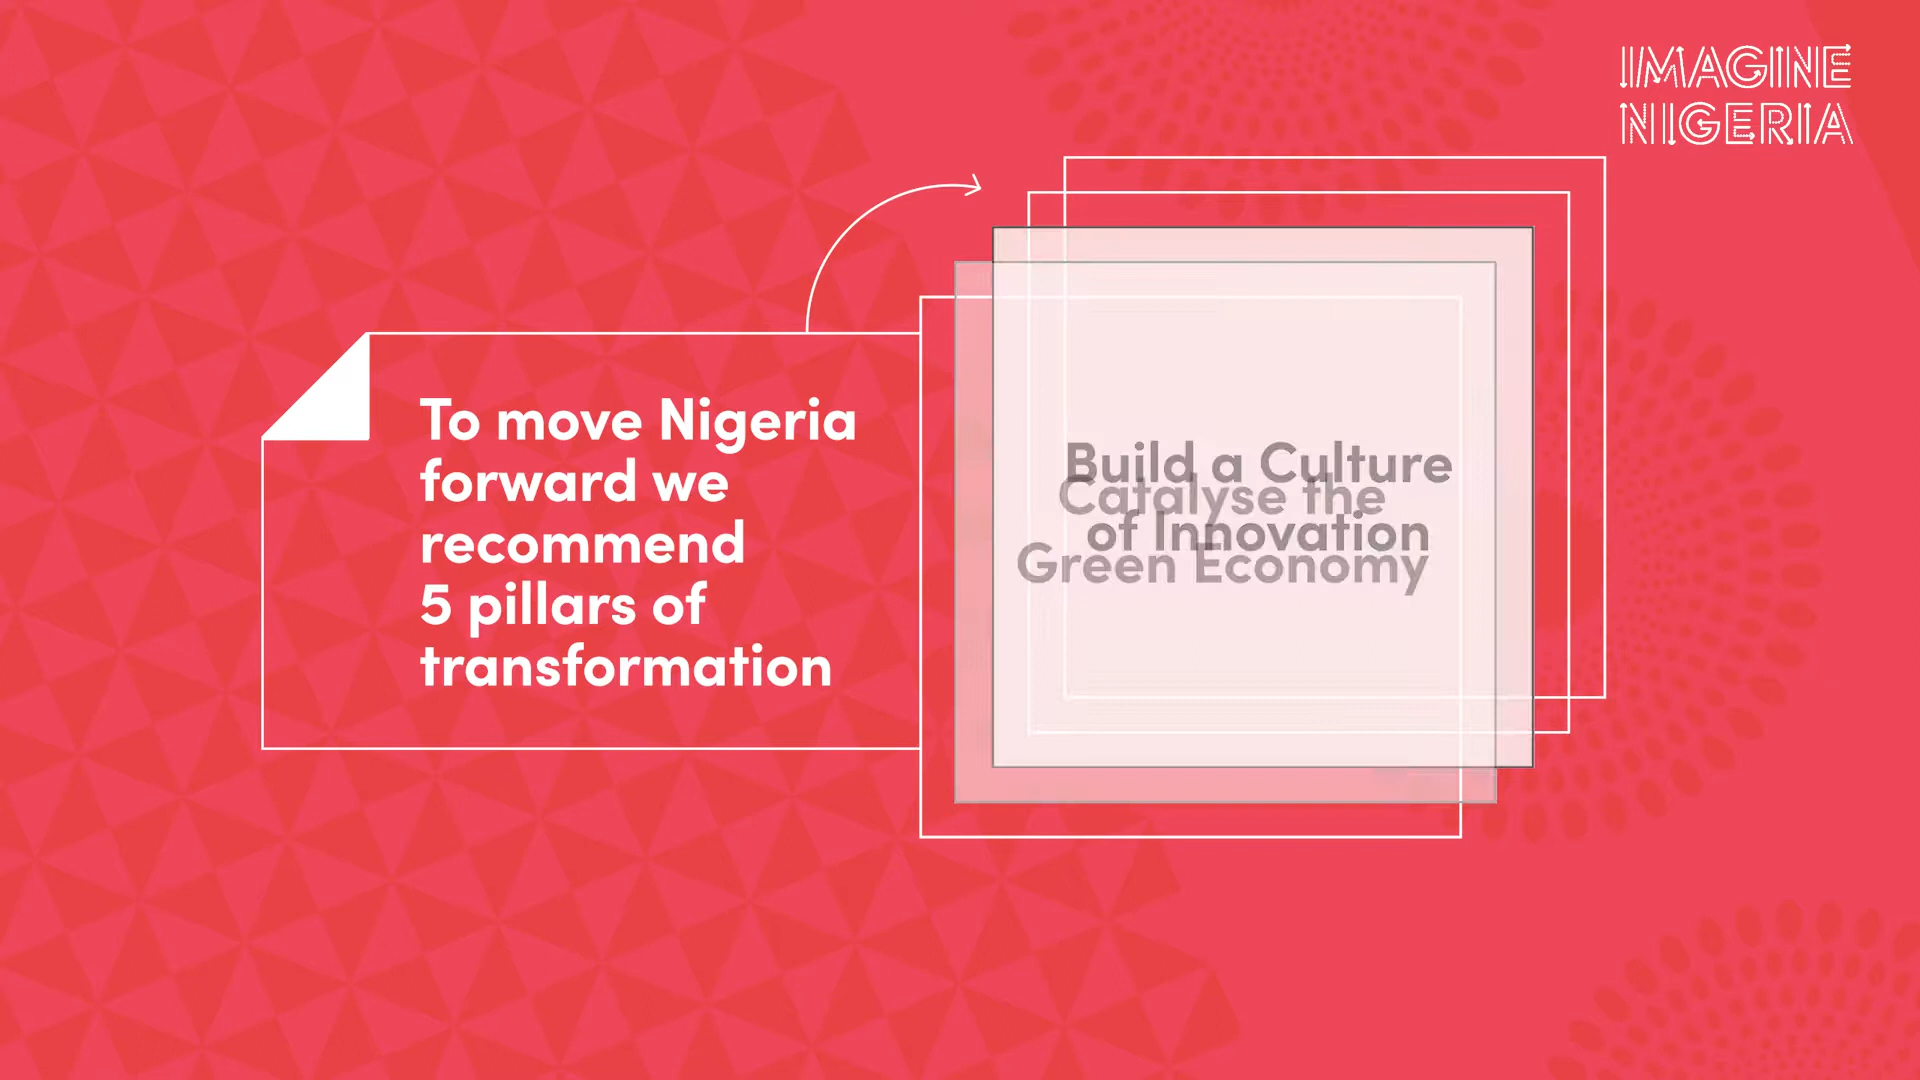 IMAGINE
NIGERIA
To move Nigeria
forward we
recommend
5 pillars of
transformation
Build a Culture
of Innovation
Catalyse the
Green Economy